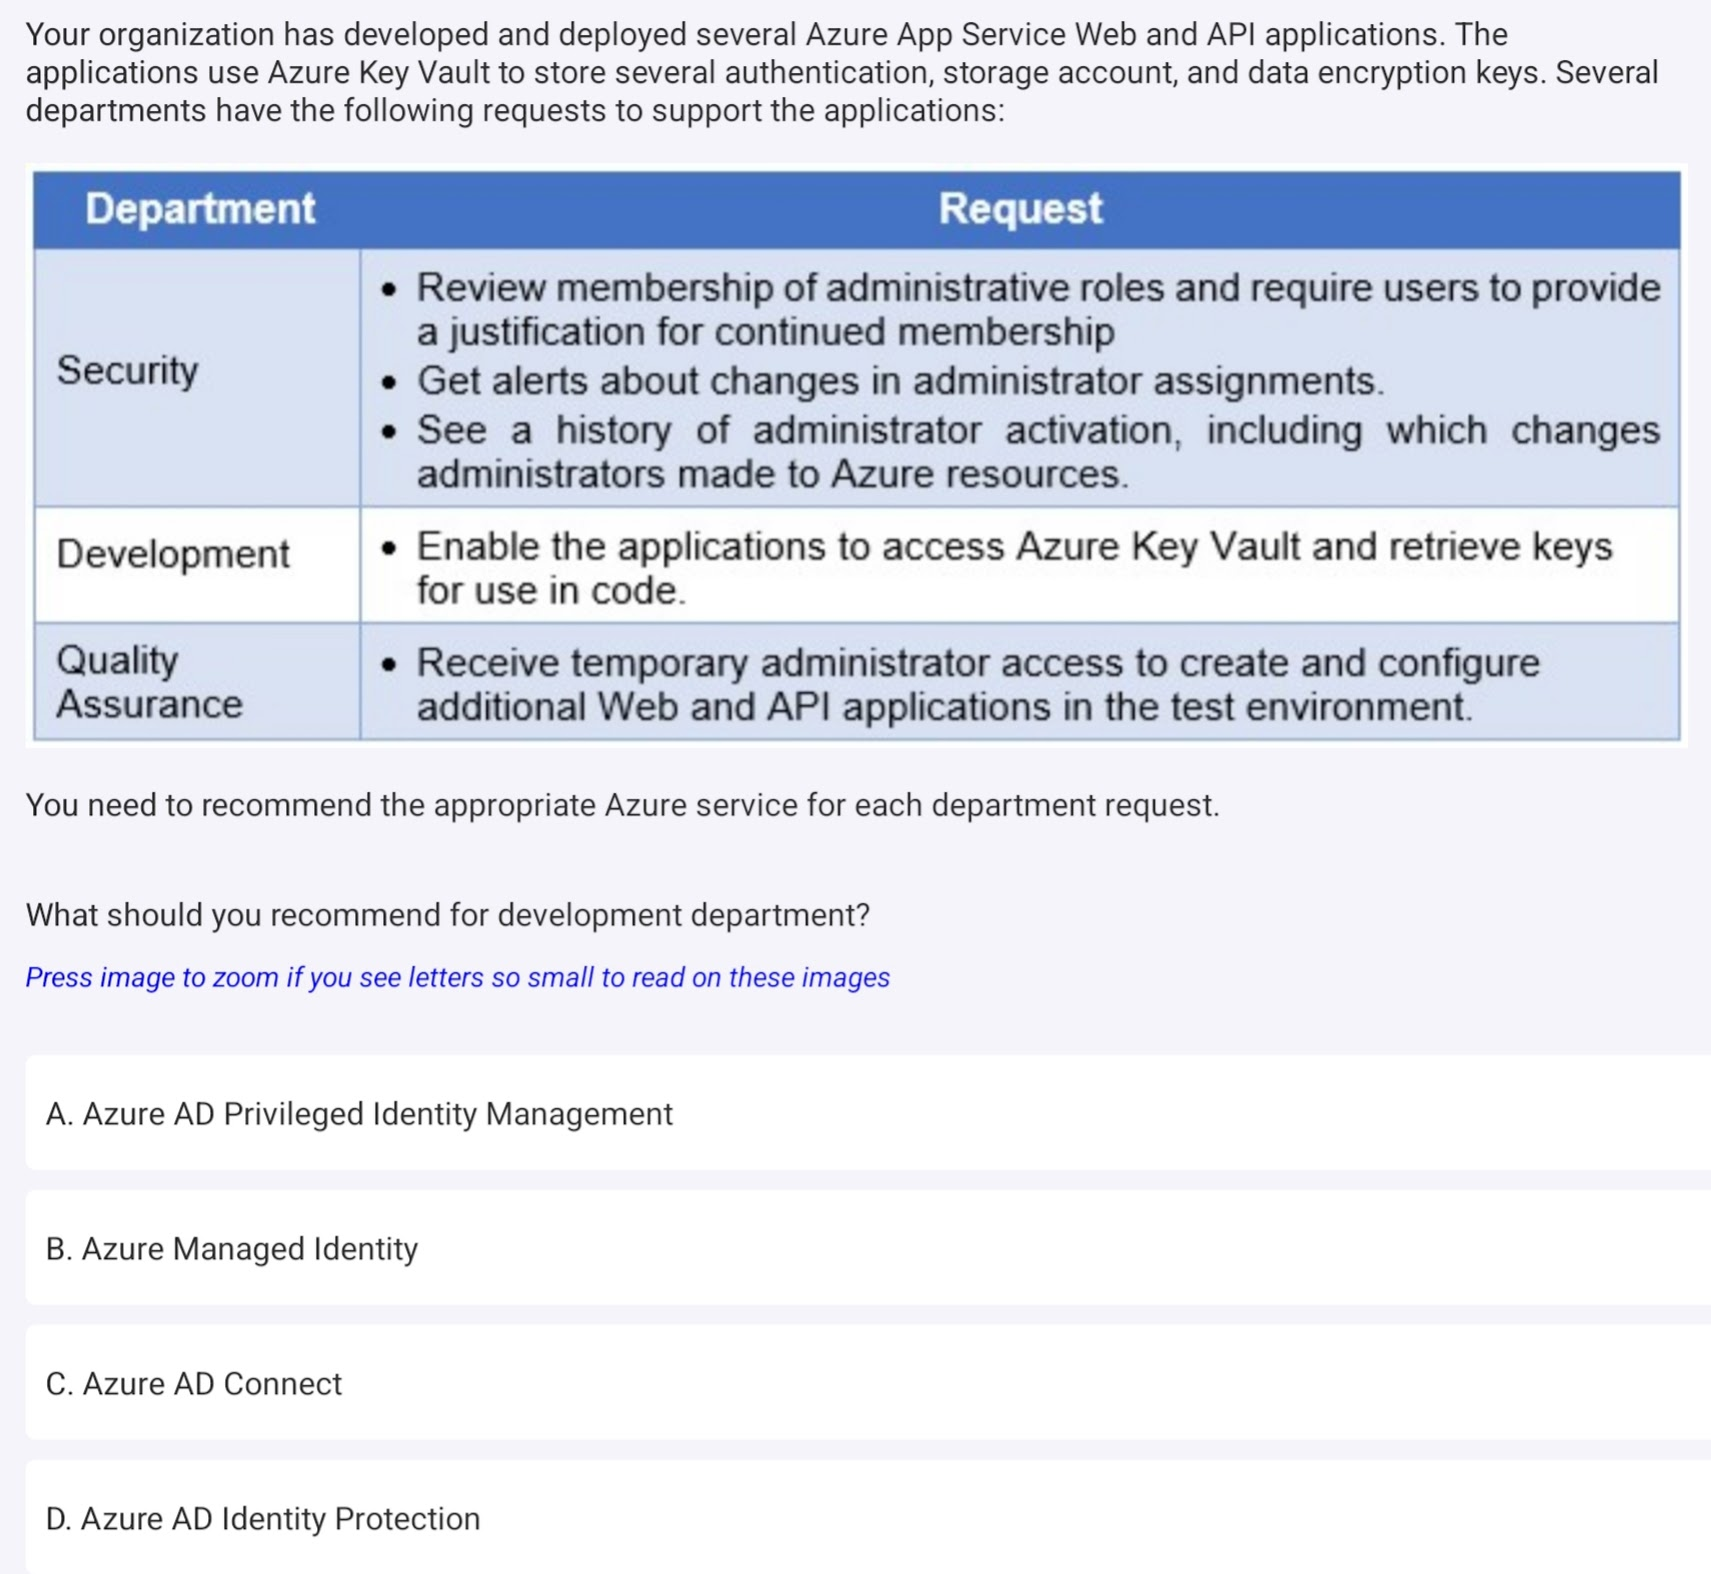 Your organization has developed and deployed several Azure App Service Web and API applications. The
applications use Azure Key Vault to store several authentication, storage account, and data encryption keys. Several
departments have the following requests to support the applications:
Department Request
Security
• Review membership of administrative roles and require users to provide
a justification for continued membership
• Get alerts about changes in administrator assignments.
• See a history of administrator activation, including which changes
administrators made to Azure resources.
Development
• Enable the applications to access Azure Key Vault and retrieve keys
for use in code.
Quality
Assurance
• Receive temporary administrator access to create and configure
additional Web and API applications in the test environment.
You need to recommend the appropriate Azure service for each department request.
What should you recommend for development department?
Press image to zoom if you see letters so small to read on these images
A. Azure AD Privileged Identity Management
B. Azure Managed Identity
C. Azure AD Connect
D. Azure AD Identity Protection